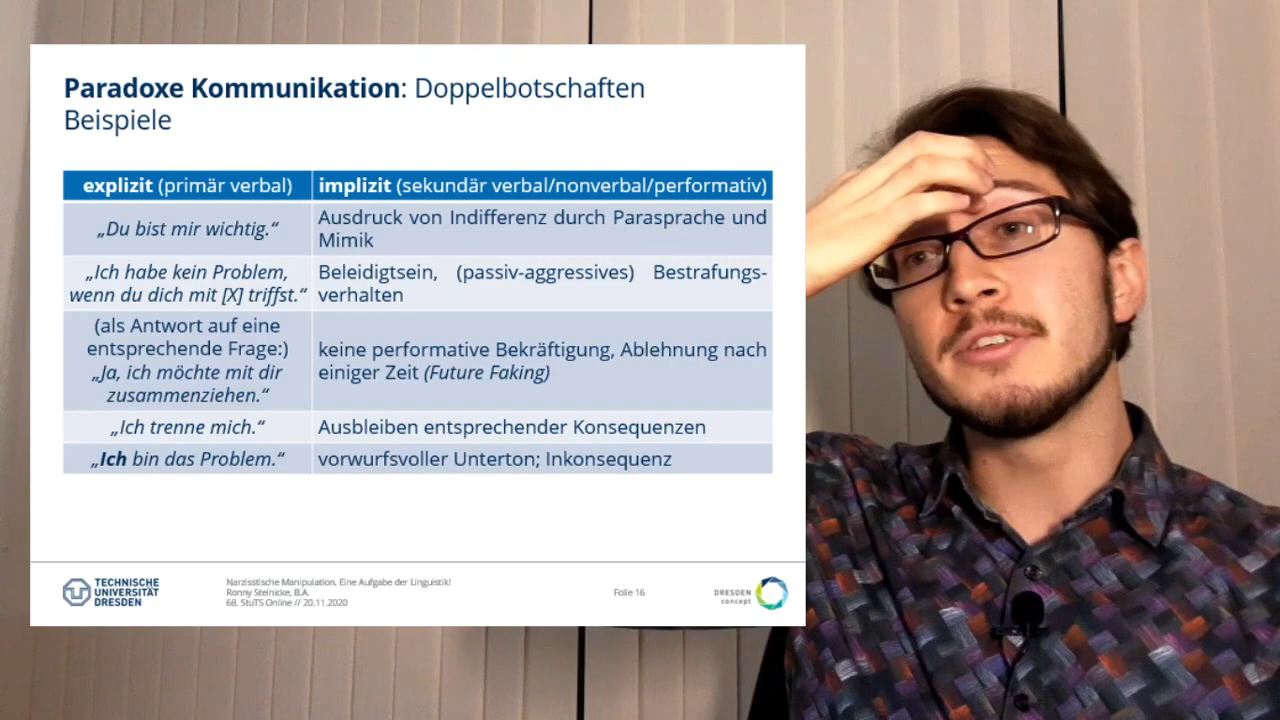 Paradoxe Kommunikation: Doppelbotschaften
Beispiele
explizit (primär verbal)
implizit (sekundär verbal/nonverbal/performativ)
„Du bist mir wichtig.“
Ausdruck von Indifferenz durch Parasprache und
Mimik
„Ich habe kein Problem,
wenn du dich mit [X] triffst.“
Beleidigtsein, (passiv-aggressives) Bestrafungs-
verhalten
(als Antwort auf eine
entsprechende Frage:)
„Ja, ich möchte mit dir
zusammenziehen.“
keine performative Bekräftigung, Ablehnung nach
einiger Zeit (Future Faking)
„Ich trenne mich.“
Ausbleiben entsprechender Konsequenzen
„Ich bin das Problem.“
vorwurfsvoller Unterton; Inkonsequenz
TECHNISCHE
UNIVERSITÄT
DRESDEN
Narzisstische Manipulation. Eine Aufgabe der Linguistik!
Ronny Steinicke, B.A.
68. StuTS Online // 20.11.2020
Folie 16
DRESDEN
concept